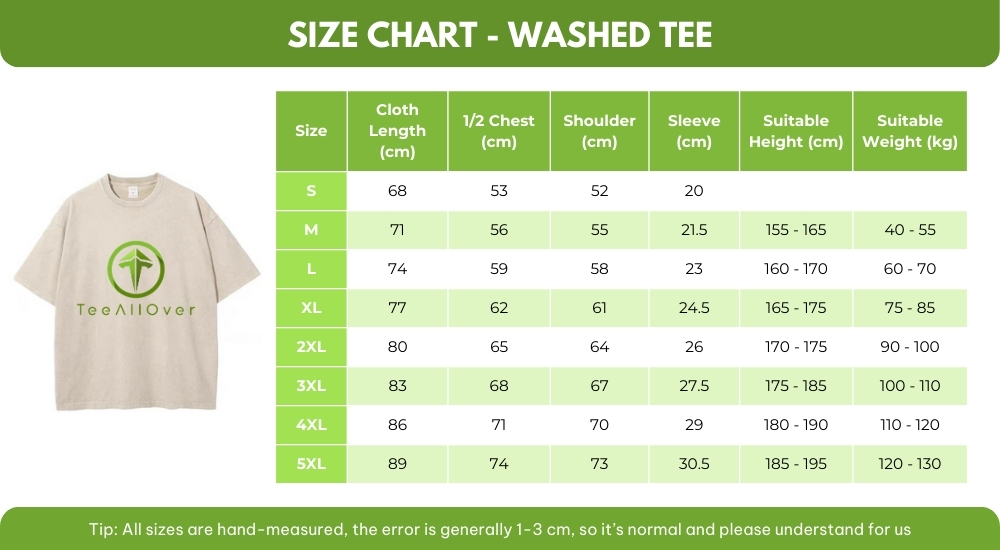 SIZE CHART - WASHED TEE
Size
Cloth
Length
(cm)
1/2 Chest
(cm)
Shoulder
(cm)
Sleeve
(cm)
Suitable
Height (cm)
Suitable
Weight (kg)
S 68 53 52 20
M 71 56 55 21.5 155 - 165 40 - 55
L 74 59 58 23 160 - 170 60 - 70
XL 77 62 61 24.5 165 - 175 75 - 85
2XL 80 65 64 26 170 - 175 90 - 100
3XL 83 68 67 27.5 175 - 185 100 - 110
4XL 86 71 70 29 180 - 190 110 - 120
5XL 89 74 73 30.5 185 - 195 120 - 130
TeeAllOver
Tip: All sizes are hand-measured, the error is generally 1-3 cm, so it's normal and please understand for us